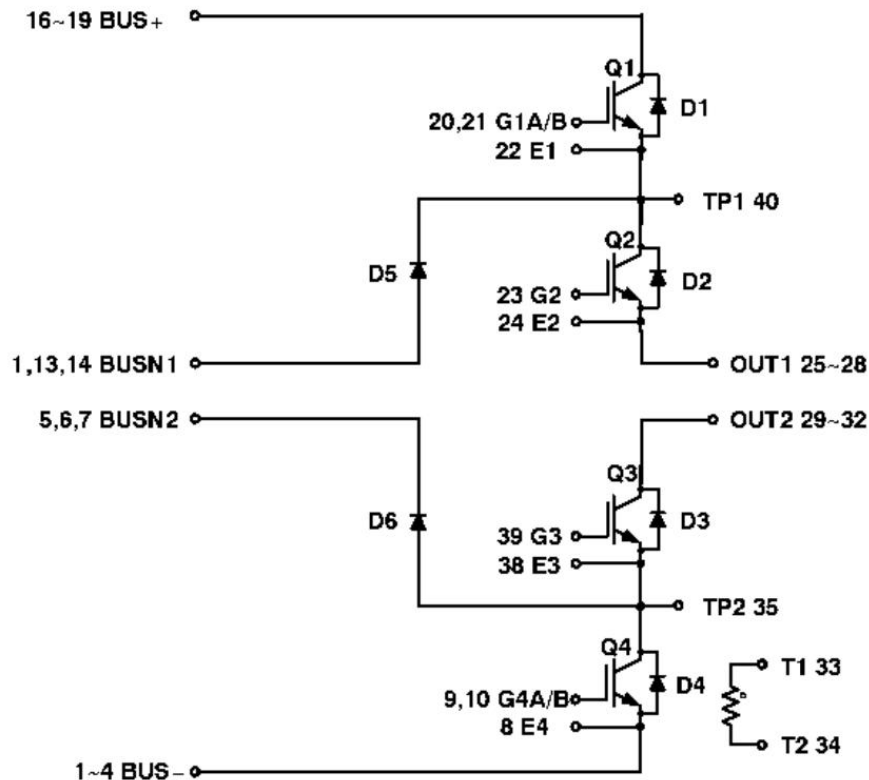 16~19 BUS+
Q1
D1
20,21 G1A/B
22 E1
TP1 40
Q2
D5
D2
23 G2
24 E2
1,13,14 BUSN1
OUT1 25~28
5,6,7 BUSN2
OUT2 29~32
Q3
D6
D3
39 G3
38 E3
TP2 35
Q4
T1 33
D4
9,10 G4A/B
8 E4
T2 34
1~4 BUS-